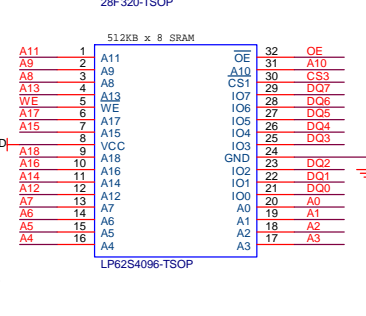 28F320-TSOP
512KB x 8 SRAM
A11 1 A11 OE 32 OE
A9 2 A9 A10 31 A10
A8 3 A8 CS1 30 CS3
A13 4 A13 IO7 29 DQ7
WE 5 WE IO6 28 DQ6
A17 6 A17 IO5 27 DQ5
A15 7 A15 IO4 26 DQ4
D 8 VCC IO3 25 DQ3
A18 9 A18 GND 24
A16 10 A16 IO2 23 DQ2
A14 11 A14 IO1 22 DQ1
A12 12 A12 IO0 21 DQ0
A7 13 A7 A0 20 A0
A6 14 A6 A1 19 A1
A5 15 A5 A2 18 A2
A4 16 A4 A3 17 A3
LP62S4096-TSOP